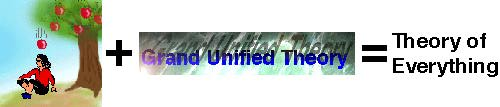 + Grand Unified Theory = Theory of
Everything